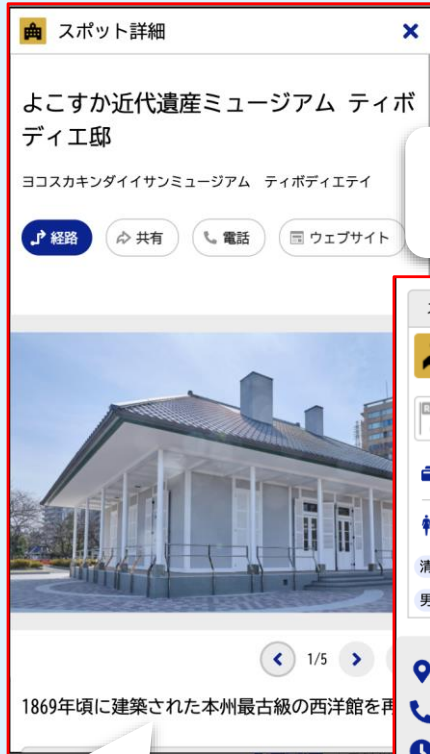 スポット詳細
よこすか近代遺産ミュージアム ティボ
ディエ邸
ヨコスカキンダイイサンミュージアム ティボディエテイ
経路 共有 電話 ウェブサイト
1/5
1869年頃に建築された本州最古級の西洋館を再
清
男